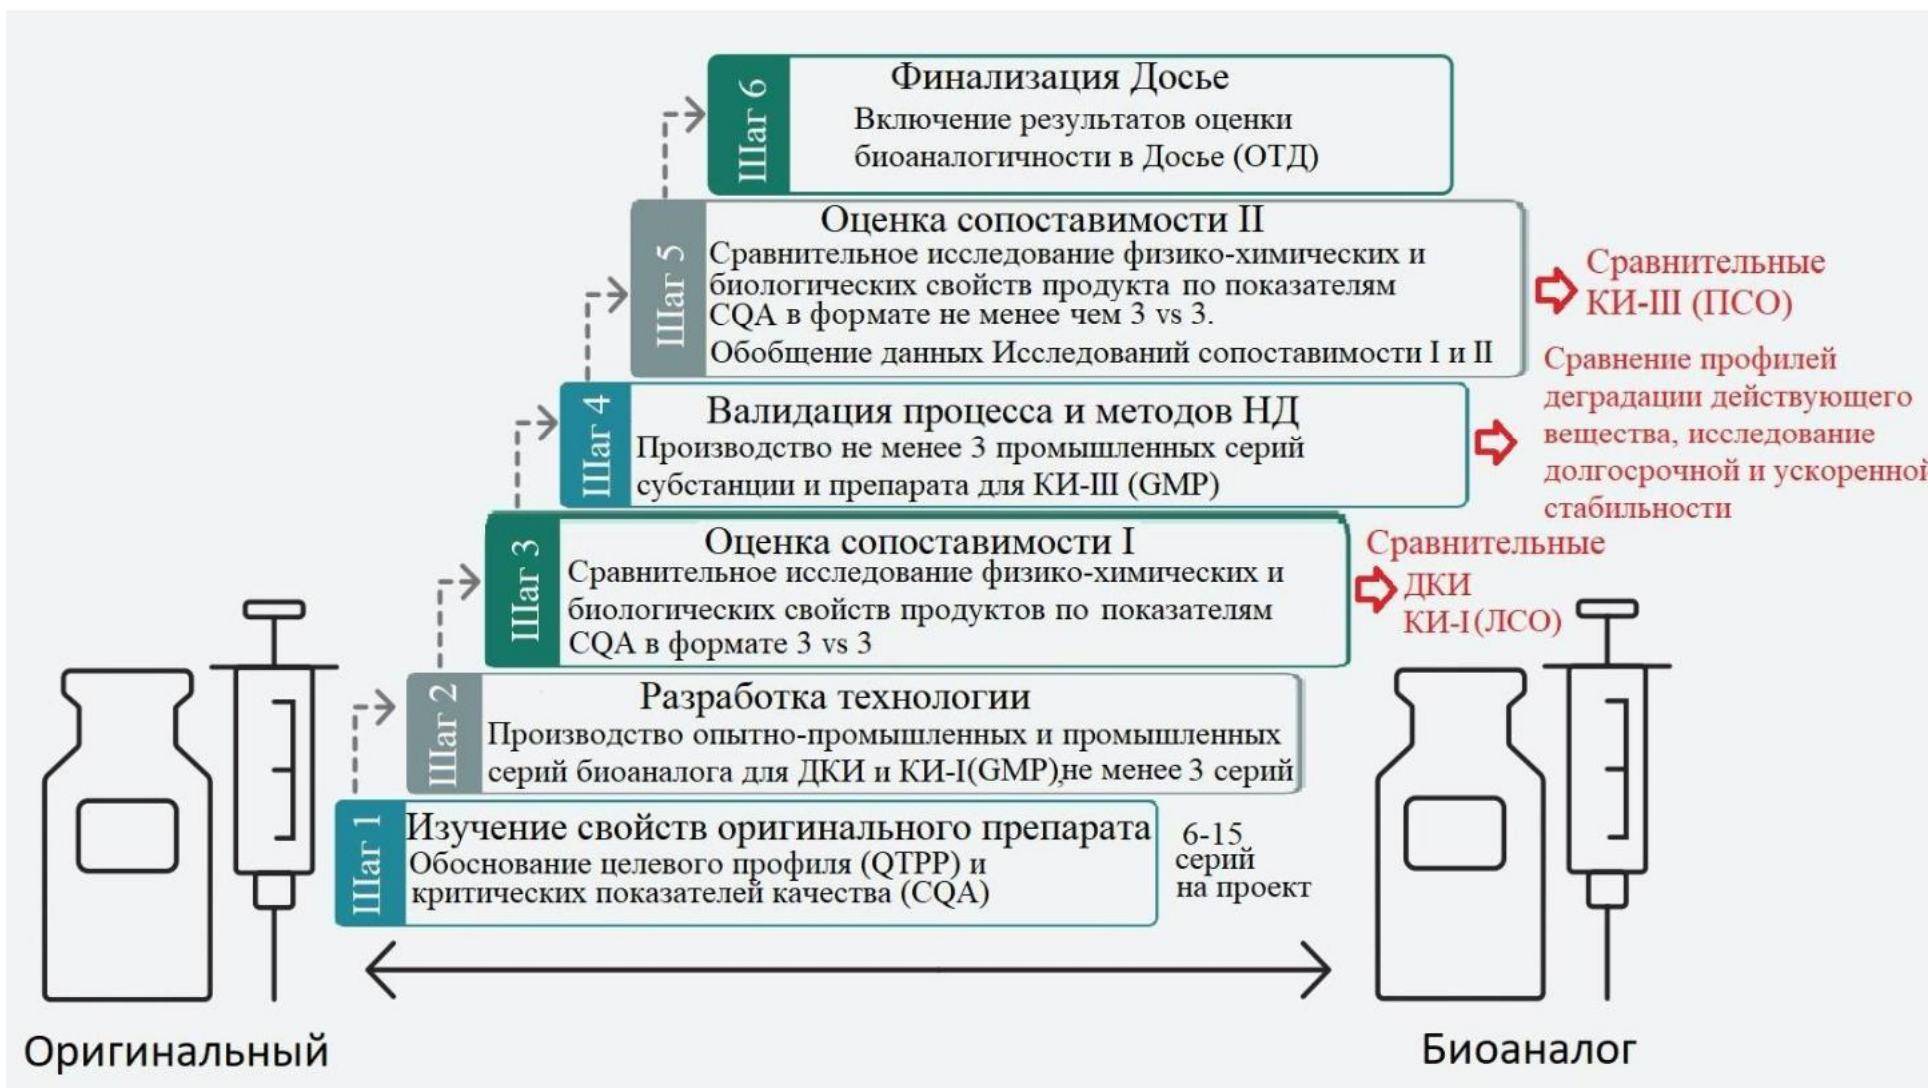 Шаг 6
Финализация Досье
Включение результатов оценки
биоаналогичности в Досье (ОТД)
Шаг 5
Оценка сопоставимости II
Сравнительное исследование физико-химических и
биологических свойств продукта по показателям
CQA в формате не менее чем 3 vs 3.
Обобщение данных Исследований сопоставимости I и II
Сравнительные
КИ-III (ПСО)
Шаг 4
Валидация процесса и методов НД
Производство не менее 3 промышленных серий
субстанции и препарата для КИ-III (GMP)
Сравнение профилей
деградации действующего
вещества, исследование
долгосрочной и ускоренной
стабильности
Шаг 3
Оценка сопоставимости I
Сравнительное исследование физико-химических и
биологических свойств продуктов по показателям
CQA в формате 3 vs 3
Сравнительные
ДКИ
КИ-I (ЛСО)
Шаг 2
Разработка технологии
Производство опытно-промышленных и промышленных
серий биоаналога для ДКИ и КИ-I(GMP),не менее 3 серий
Шаг 1
Изучение свойств оригинального препарата
Обоснование целевого профиля (QTPP) и
критических показателей качества (CQA)
6-15
серий
на проект
Оригинальный
Биоаналог